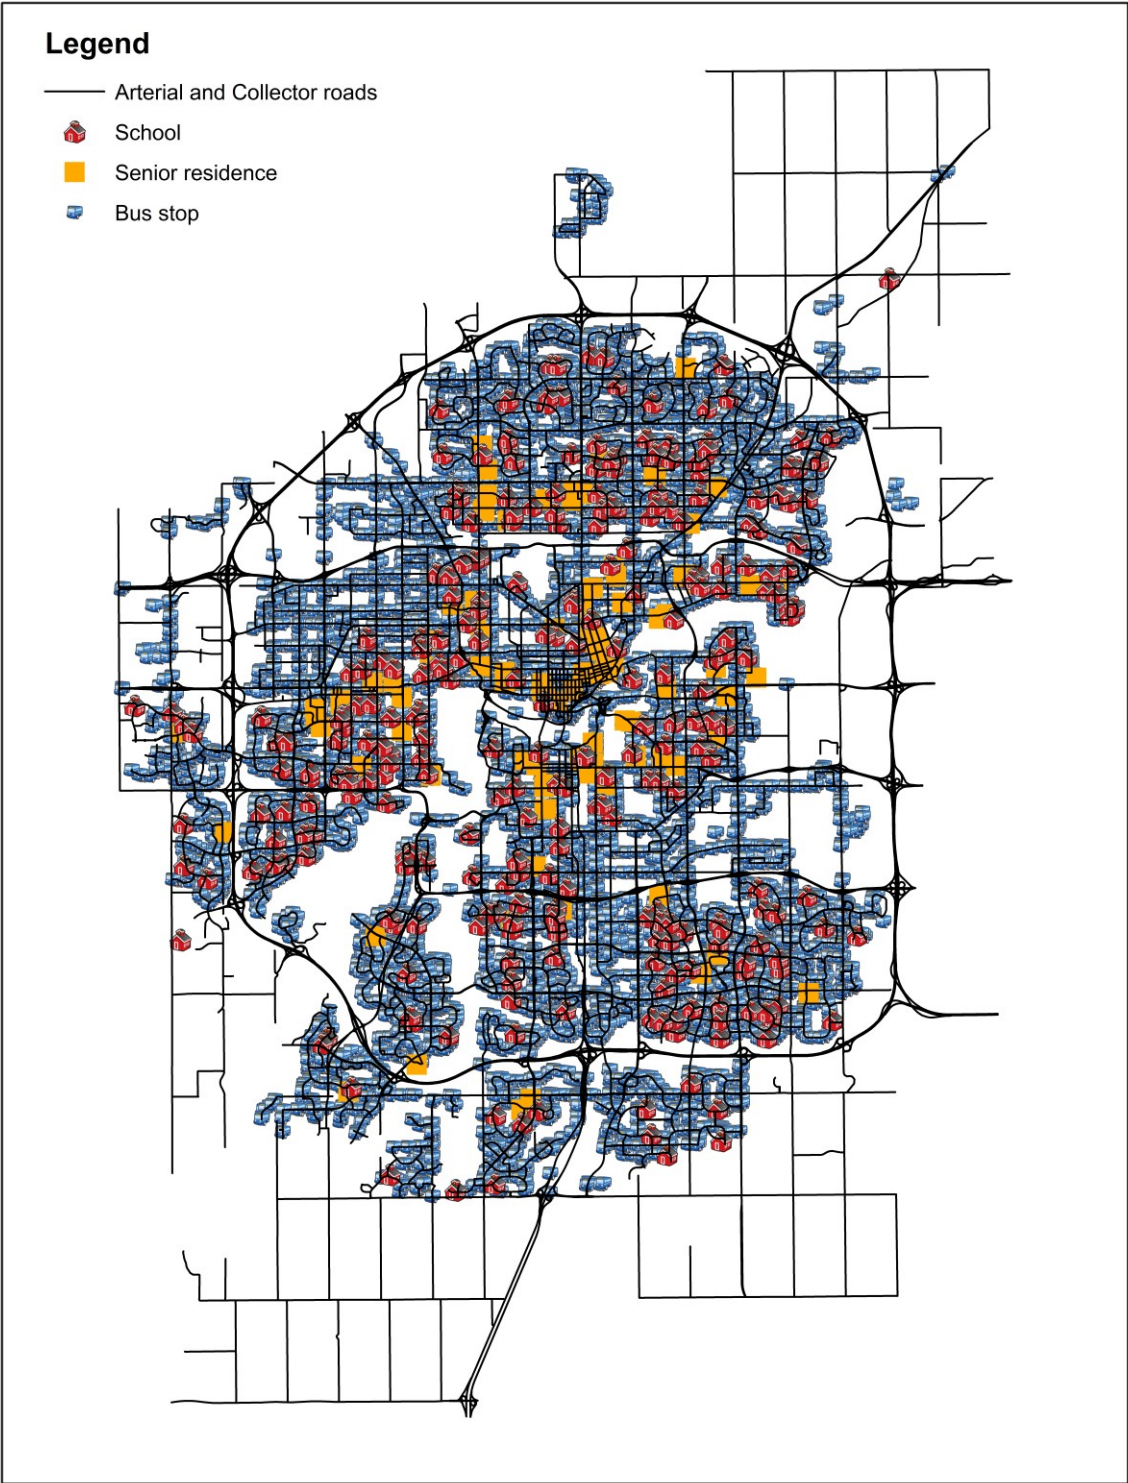 Legend
Arterial and Collector roads
School
Senior residence
Bus stop